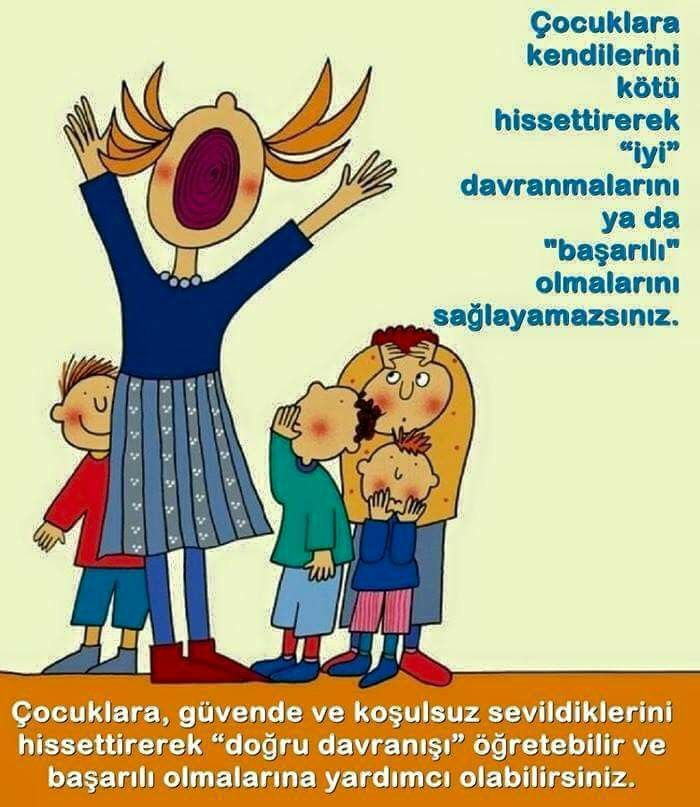 Çocuklara
kendilerini
kötü
hissettirerek
“iyi”
davranmalarını
ya da
"başarılı"
olmalarını
sağlayamazsınız.
Çocuklara, güvende ve koşulsuz sevildiklerini
hissettirerek “doğru davranışı” öğretebilir ve
başarılı olmalarına yardımcı olabilirsiniz.